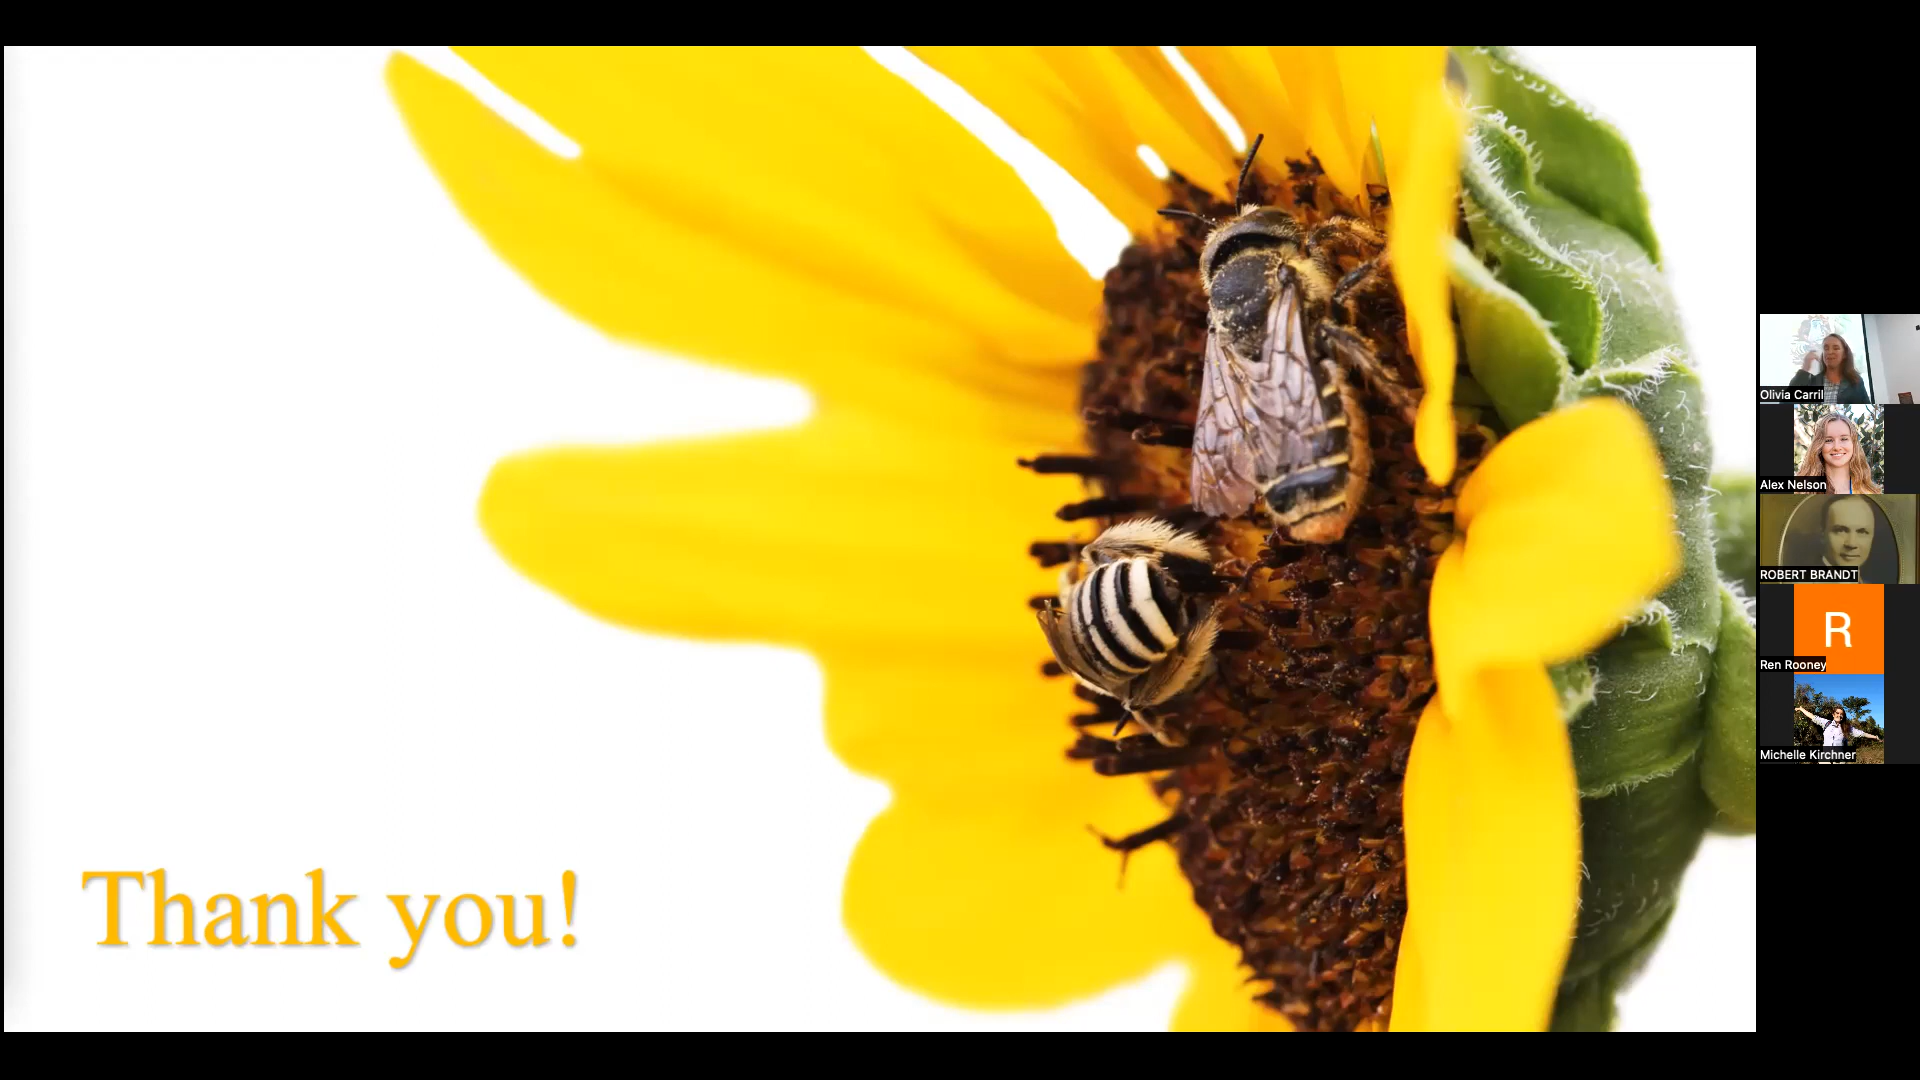 Thank you!
Olivia Carril
Alex Nelson
ROBERT BRANDT
R
Ren Rooney
Michelle Kirchner